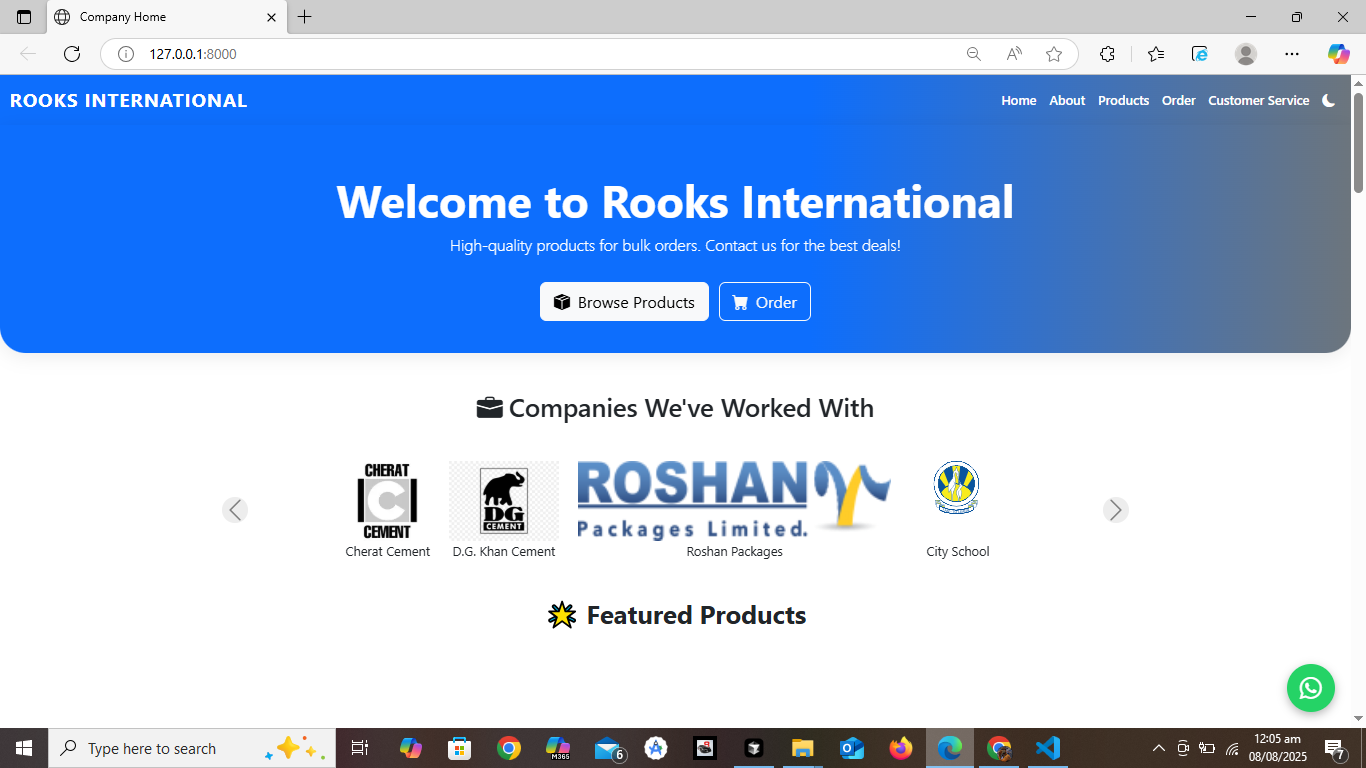 Company Home
127.0.0.1:8000
ROOKS INTERNATIONAL
Home About Products Order Customer Service
Welcome to Rooks International
High-quality products for bulk orders. Contact us for the best deals!
Browse Products Order
Companies We've Worked With
CHERAT
C
CEMENT
DG
CEMENT
ROSHAN
Packages Limited.
Cherat Cement D.G. Khan Cement Roshan Packages City School
Featured Products
Type here to search
M365
6
12:05 am
08/08/2025
7